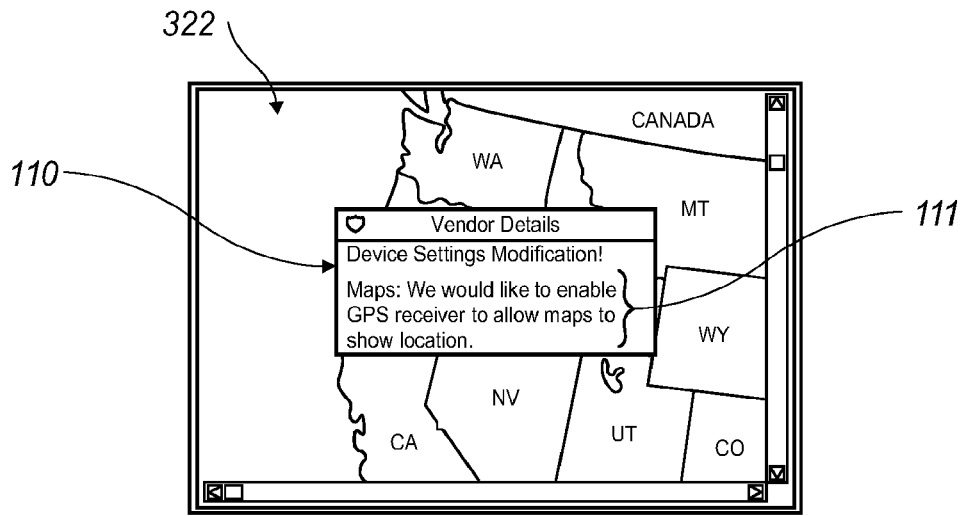 322
CANADA
WA
110
MT
111
Vendor Details
Device Settings Modification!
Maps: We would like to enable
GPS receiver to allow maps to
show location.
WY
NV
CA
UT
CO